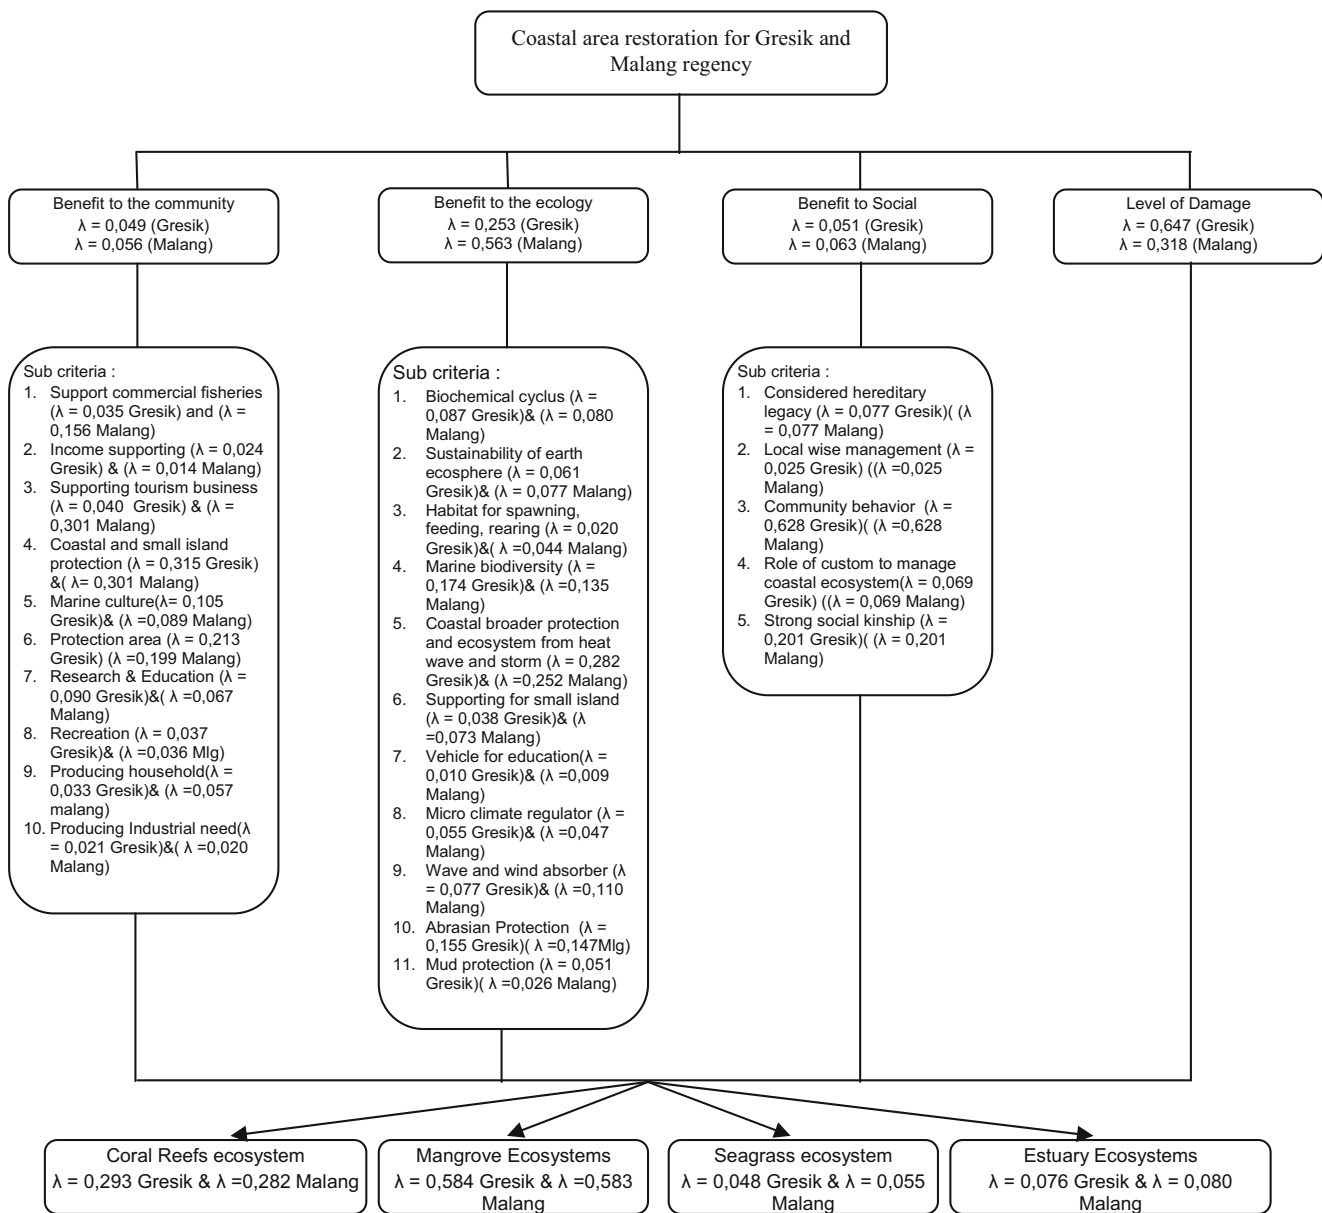 Coastal area restoration for Gresik and
Malang regency
Benefit to the community
λ = 0,049 (Gresik)
λ = 0,056 (Malang)
Benefit to the ecology
λ = 0,253 (Gresik)
λ = 0,563 (Malang)
Benefit to Social
λ = 0,051 (Gresik)
λ = 0,063 (Malang)
Level of Damage
λ = 0,647 (Gresik)
λ = 0,318 (Malang)
Sub criteria :
1. Support commercial fisheries
(λ = 0,035 Gresik) and (λ =
0,156 Malang)
2. Income supporting (λ = 0,024
Gresik) & (λ = 0,014 Malang)
3. Supporting tourism business
(λ = 0,040 Gresik) & (λ =
0,301 Malang)
4. Coastal and small island
protection (λ = 0,315 Gresik)
&( λ= 0,301 Malang)
5. Marine culture(λ= 0,105
Gresik)& (λ =0,089 Malang)
6. Protection area (λ = 0,213
Gresik) (λ =0,199 Malang)
7. Research & Education (λ =
0,090 Gresik)&( λ =0,067
Malang)
8. Recreation (λ = 0,037
Gresik)& (λ =0,036 Mlg)
9. Producing household(λ =
0,033 Gresik)& (λ =0,057
malang)
10. Producing Industrial need(λ
= 0,021 Gresik)&( λ =0,020
Malang)
Sub criteria :
1. Biochemical cyclus (λ =
0,087 Gresik)& (λ = 0,080
Malang)
2. Sustainability of earth
ecosphere (λ = 0,061
Gresik)& (λ = 0,077 Malang)
3. Habitat for spawning,
feeding, rearing (λ = 0,020
Gresik)&( λ =0,044 Malang)
4. Marine biodiversity (λ =
0,174 Gresik)& (λ =0,135
Malang)
5. Coastal broader protection
and ecosystem from heat
wave and storm (λ = 0,282
Gresik)& (λ =0,252 Malang)
6. Supporting for small island
(λ = 0,038 Gresik)& (λ
=0,073 Malang)
7. Vehicle for education(λ =
0,010 Gresik)& (λ =0,009
Malang)
8. Micro climate regulator (λ =
0,055 Gresik)& (λ =0,047
Malang)
9. Wave and wind absorber (λ
= 0,077 Gresik)& (λ =0,110
Malang)
10. Abrasian Protection (λ =
0,155 Gresik)( λ =0,147Mlg)
11. Mud protection (λ = 0,051
Gresik)( λ =0,026 Malang)
Sub criteria :
1. Considered hereditary
legacy (λ = 0,077 Gresik)( (λ
= 0,077 Malang)
2. Local wise management (λ =
0,025 Gresik) ((λ =0,025
Malang)
3. Community behavior (λ =
0,628 Gresik)( (λ =0,628
Malang)
4. Role of custom to manage
coastal ecosystem(λ = 0,069
Gresik) ((λ = 0,069 Malang)
5. Strong social kinship (λ =
0,201 Gresik)( (λ = 0,201
Malang)
Coral Reefs ecosystem
λ = 0,293 Gresik & λ =0,282 Malang
Mangrove Ecosystems
λ = 0,584 Gresik & λ =0,583
Malang
Seagrass ecosystem
λ = 0,048 Gresik & λ = 0,055
Malang
Estuary Ecosystems
λ = 0,076 Gresik & λ = 0,080
Malang